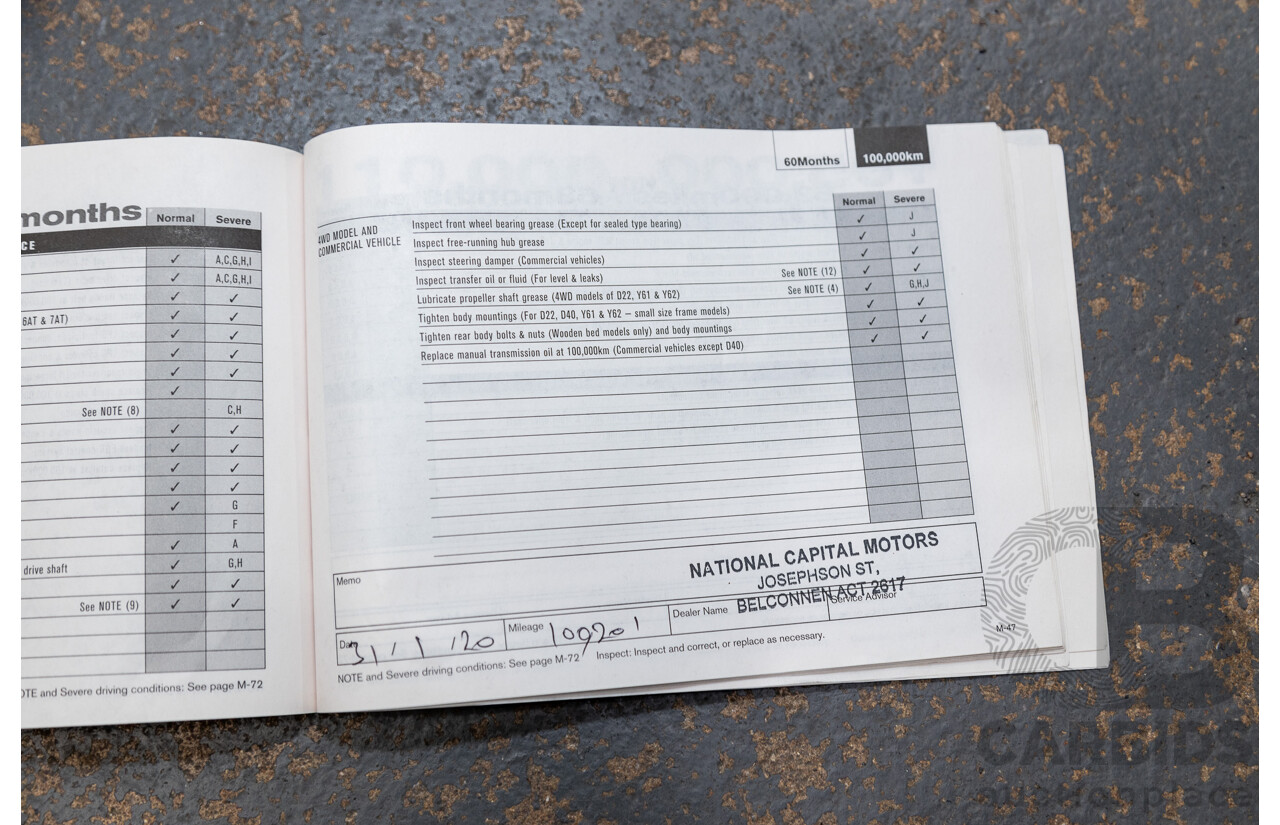 months
Normal Severe
CE
✓ A,C,G,H,I
✓ A,C,G,H,I
✓ ✓
6AT & 7AT) ✓ ✓
✓ ✓
✓ ✓
✓ ✓
✓
See NOTE (8) C,H
✓ ✓
✓ ✓
✓ ✓
✓ ✓
✓ G
F
✓ A
drive shaft ✓ G,H
✓ ✓
See NOTE (9) ✓ ✓
OTE and Severe driving conditions: See page M-72
60Months 100,000km
Normal Severe
4WD MODEL AND
COMMERCIAL VEHICLE
Inspect front wheel bearing grease (Except for sealed type bearing) ✓ J
Inspect free-running hub grease ✓ J
Inspect steering damper (Commercial vehicles) ✓ ✓
Inspect transfer oil or fluid (For level & leaks) See NOTE (12) ✓ ✓
Lubricate propeller shaft grease (4WD models of D22, Y61 & Y62) See NOTE (4) ✓ G,H,J
Tighten body mountings (For D22, D40, Y61 & Y62 – small size frame models) ✓ ✓
Tighten rear body bolts & nuts (Wooden bed models only) and body mountings ✓ ✓
Replace manual transmission oil at 100,000km (Commercial vehicles except D40) ✓ ✓
Memo
NATIONAL CAPITAL MOTORS
JOSEPHSON ST,
BELCONNEN ACT 2617
Date 31/1/20 Mileage 109201 Dealer Name Service Advisor
NOTE and Severe driving conditions: See page M-72 Inspect: Inspect and correct, or replace as necessary.
M-47
CARBIDS
auctionplace